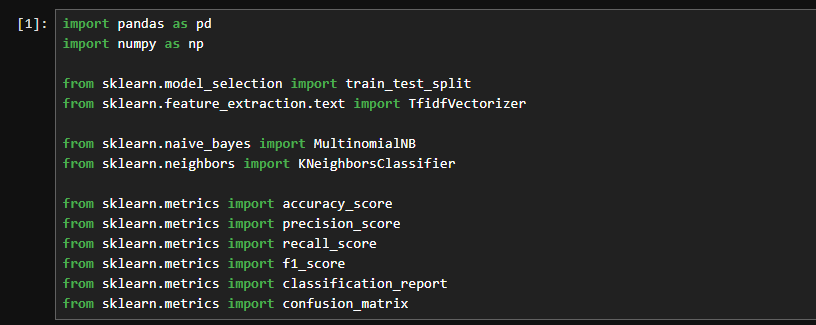 [1]: import pandas as pd
import numpy as np
from sklearn.model_selection import train_test_split
from sklearn.feature_extraction.text import TfidfVectorizer
from sklearn.naive_bayes import MultinomialNB
from sklearn.neighbors import KNeighborsClassifier
from sklearn.metrics import accuracy_score
from sklearn.metrics import precision_score
from sklearn.metrics import recall_score
from sklearn.metrics import f1_score
from sklearn.metrics import classification_report
from sklearn.metrics import confusion_matrix